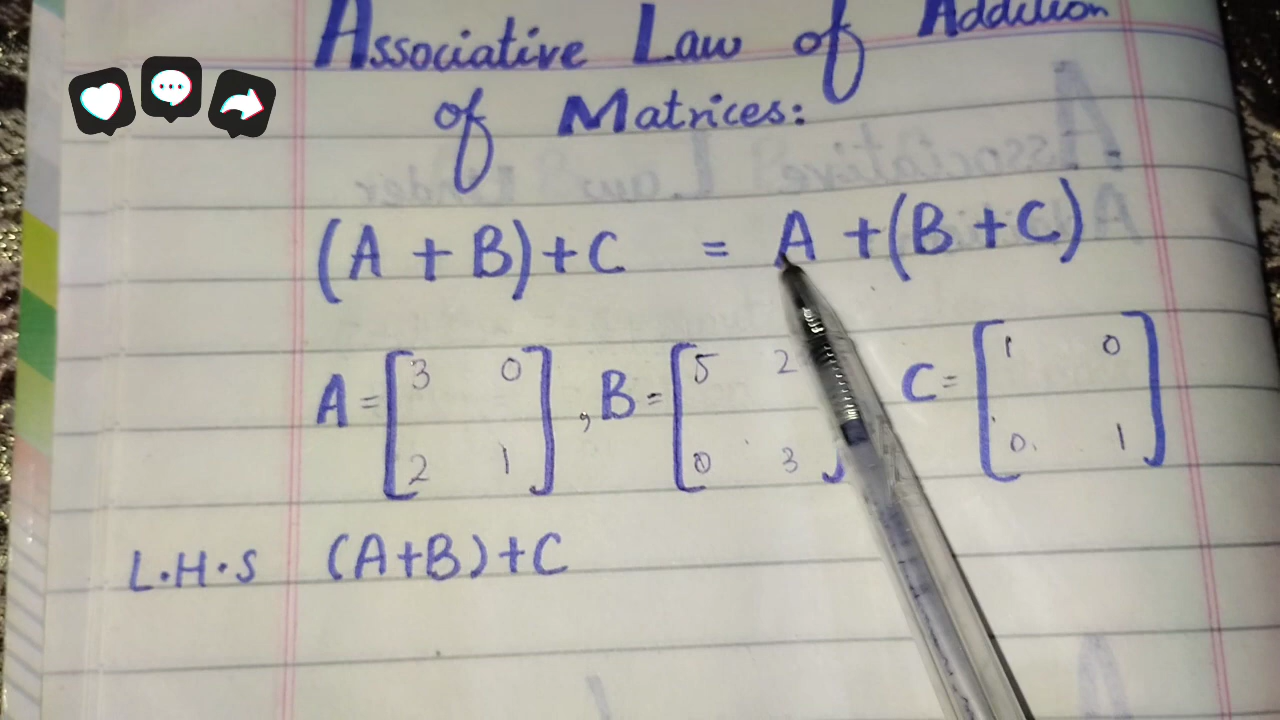 Associative Law of Addition
of Matrices:
(A + B) + C = A + (B + C)
A = [3 0
2 1], B = [5 2
0 3] C = [1 0
0 1]
L.H.S (A+B)+C